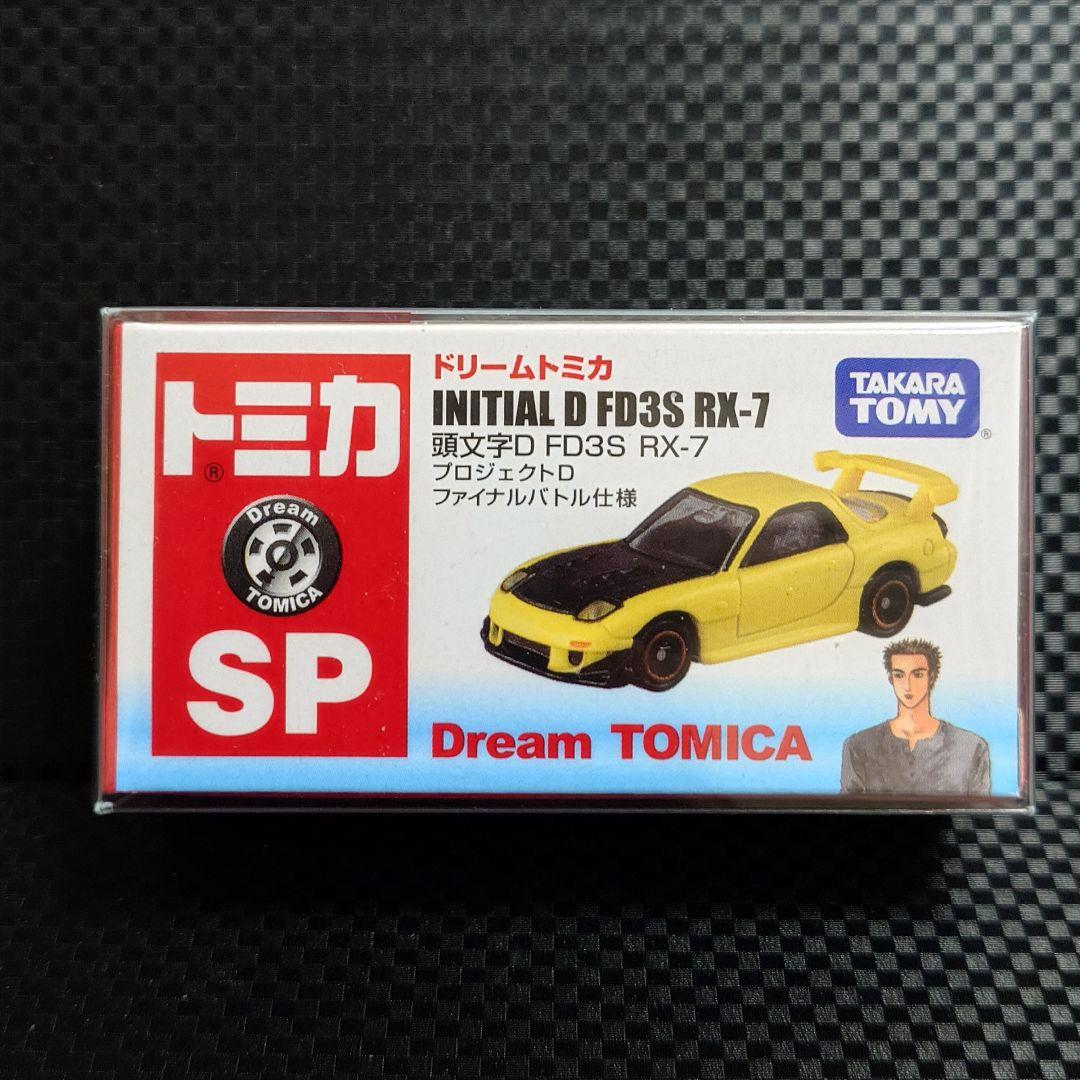 トミカ
®
Dream
TOMICA
SP
ドリームトミカ
INITIAL D FD3S RX-7
頭文字D FD3S RX-7
プロジェクトD
ファイナルバトル仕様
TAKARA
TOMY
®
Dream TOMICA